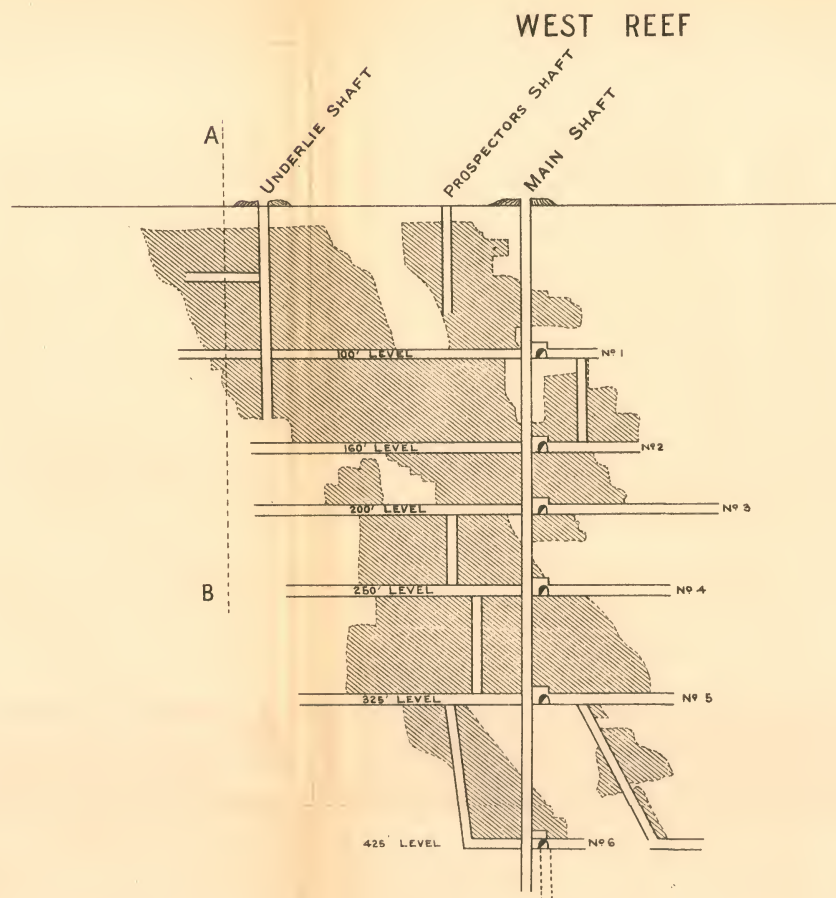 WEST REEF
UNDERLIE SHAFT
PROSPECTORS SHAFT
MAIN SHAFT
A
100' LEVEL
Nº 1
160' LEVEL
Nº 2
200' LEVEL
Nº 3
B
250' LEVEL
Nº 4
325' LEVEL
Nº 5
425' LEVEL
Nº 6